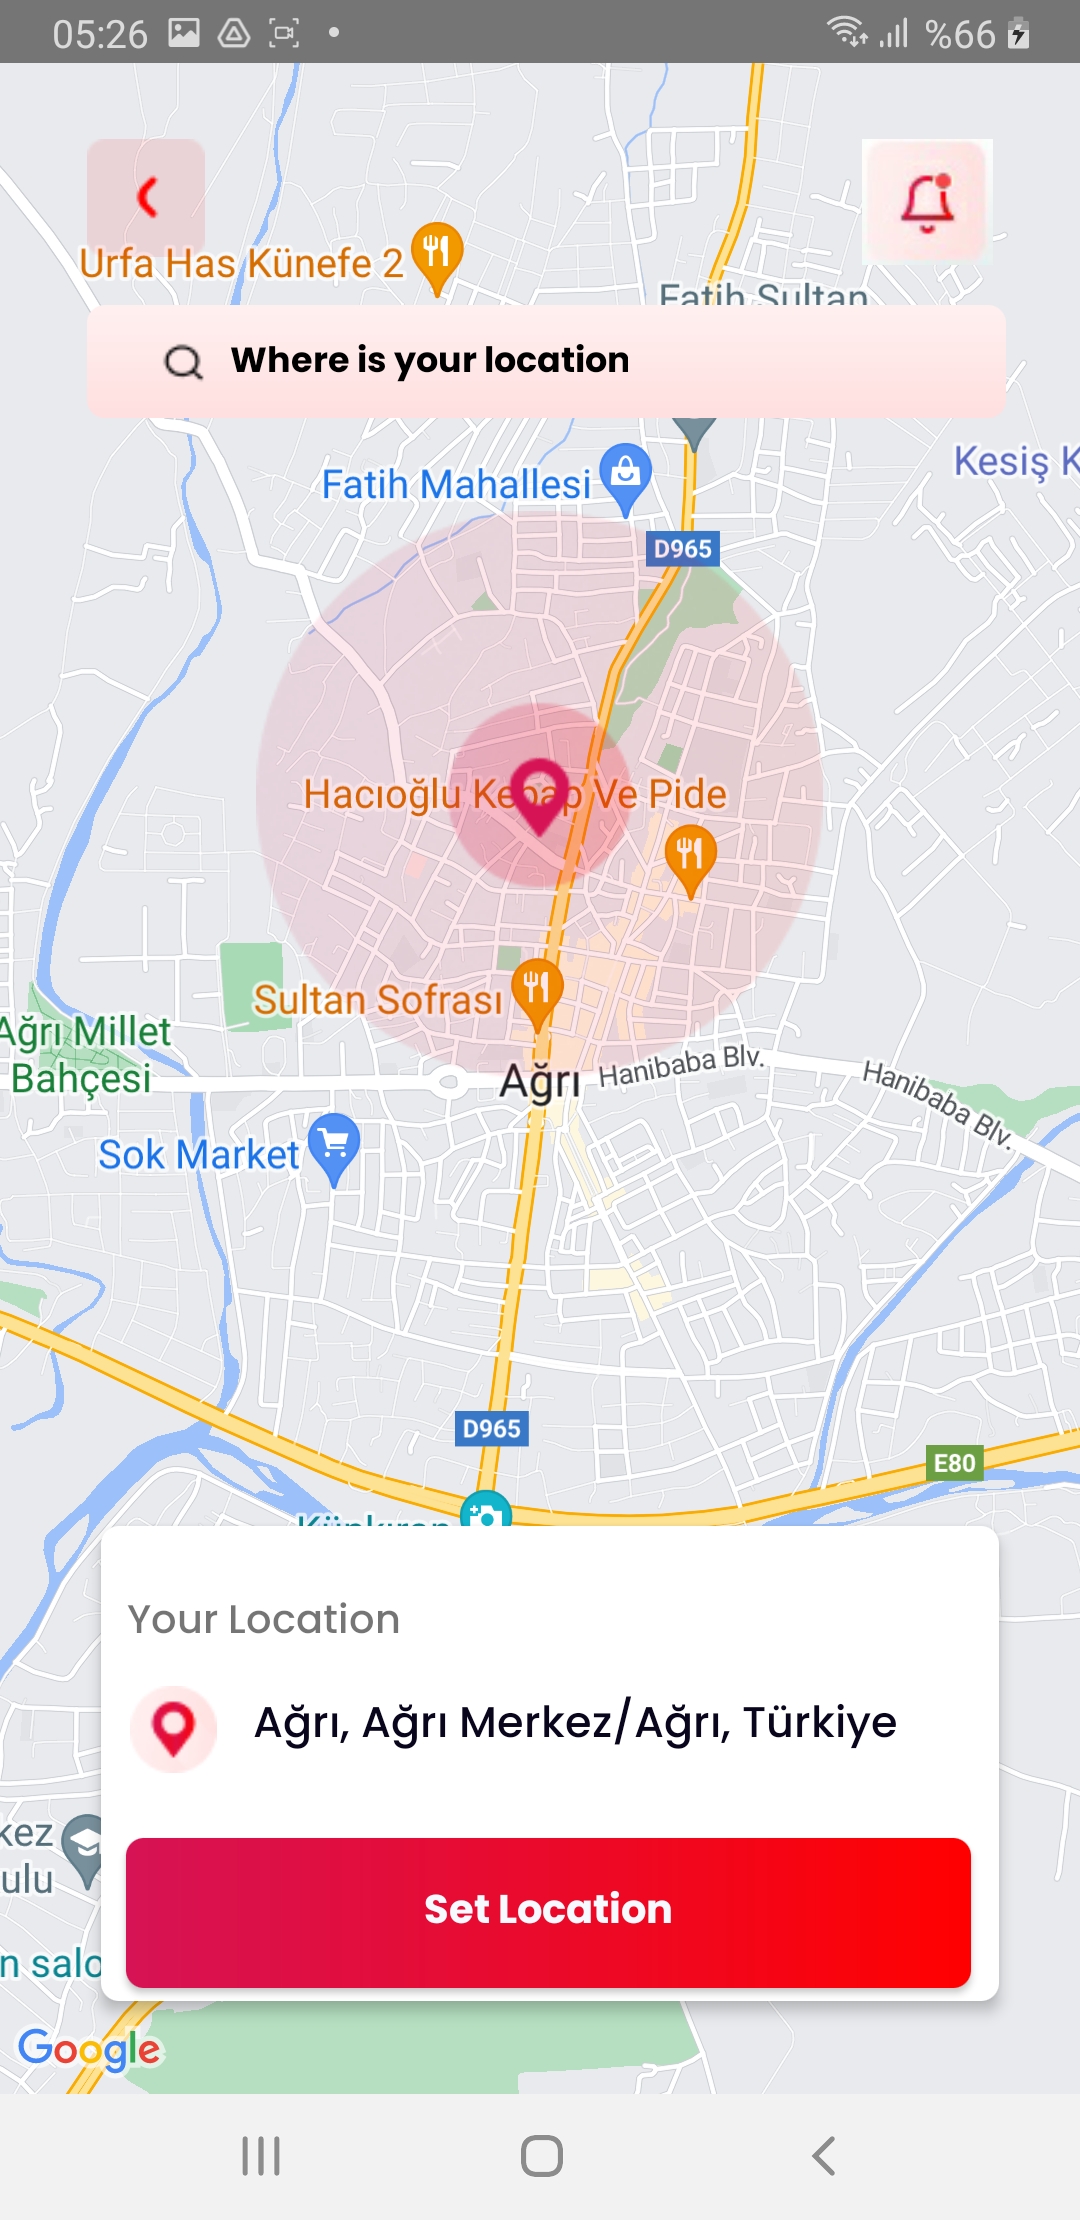 05:26
%66
Urfa Has Künefe 2
Fatih Sultan
Where is your location
Kesiş K
Fatih Mahallesi
D965
Hacıoğlu Kebap Ve Pide
Sultan Sofrası
Ağrı Millet
Bahçesi
Ağrı
Hanibaba Blv.
Hanibaba Blv.
Sok Market
D965
E80
Your Location
Ağrı, Ağrı Merkez/Ağrı, Türkiye
kez
ulu
Set Location
n salo
Google